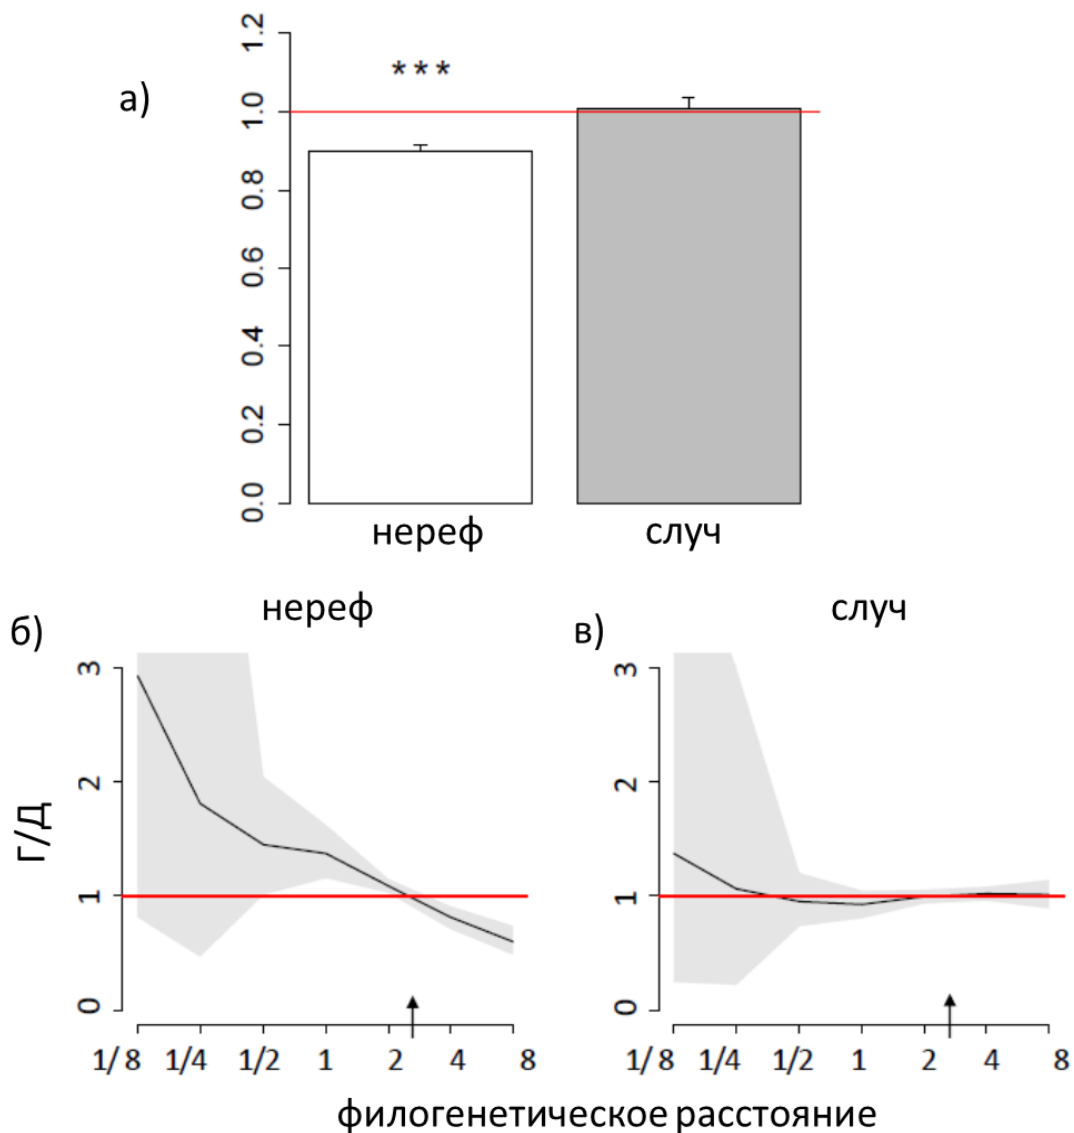 а)
1.2
1.0
0.8
0.6
0.4
0.2
0.0
***
нереф
случ
б)
нереф
в)
случ
Г/Д
3
2
1
0
1/8 1/4 1/2 1 2 4 8
3
2
1
0
1/8 1/4 1/2 1 2 4 8
филогенетическое расстояние